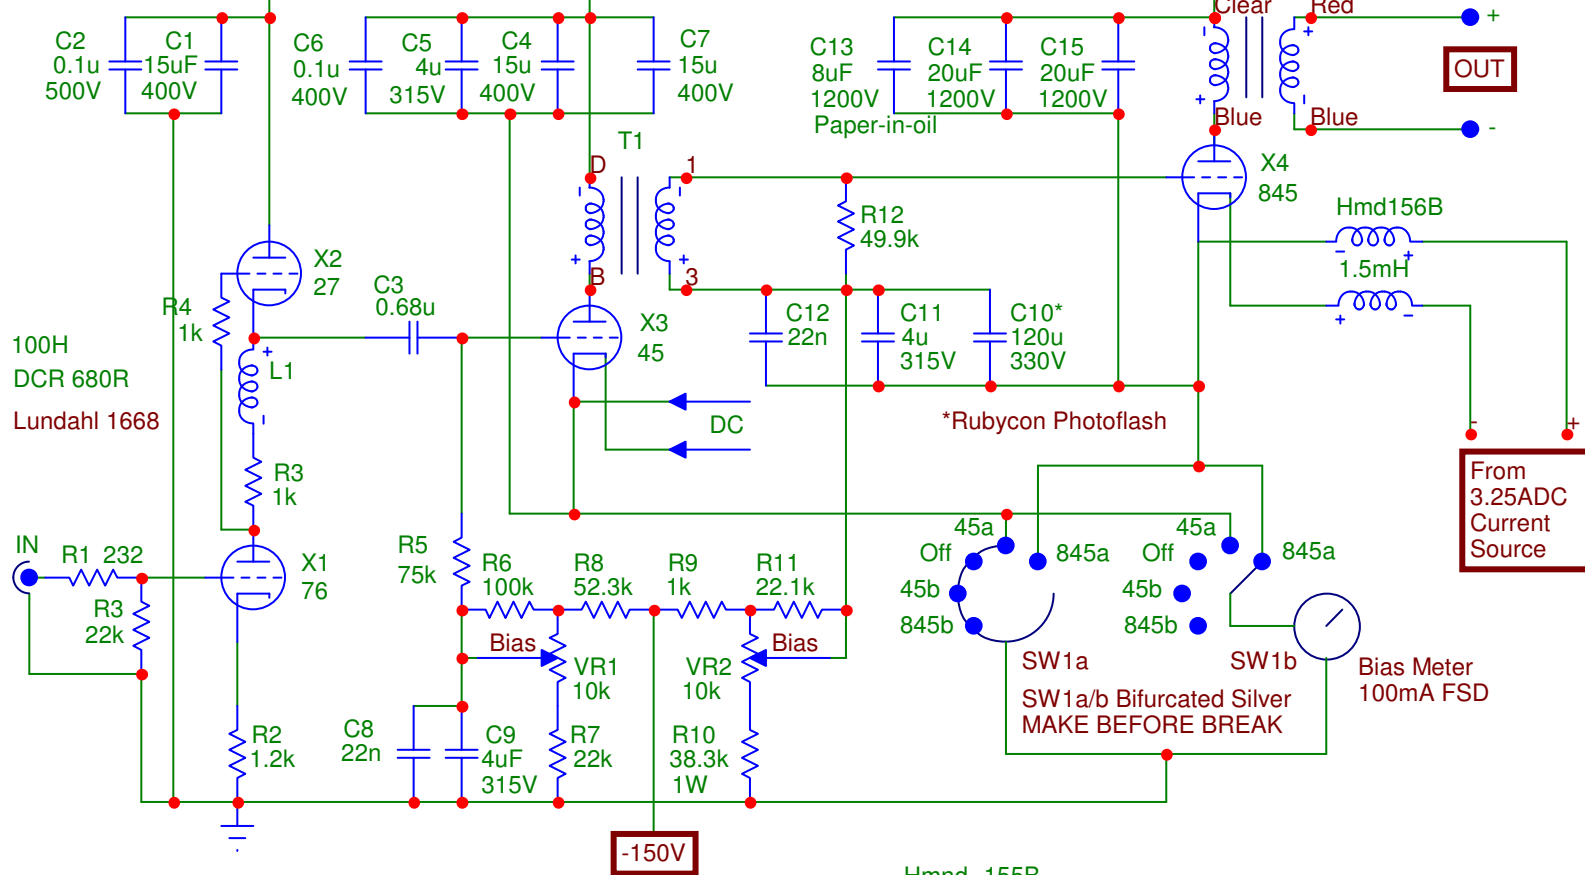 Clear
Red
+
C2
0.1u
500V
C1
15uF
400V
C6
0.1u
400V
C5
4u
315V
C4
15u
400V
C7
15u
400V
C13
8uF
1200V
Paper-in-oil
C14
20uF
1200V
C15
20uF
1200V
+
+
OUT
Blue
Blue
-
T1
D
1
X4
845
R12
49.9k
Hmd156B
- +
1.5mH
+ -
X2
27
C3
0.68u
+
B
3
X3
45
C12
22n
C11
4u
315V
C10*
120u
330V
R4
1k
100H
DCR 680R
Lundahl 1668
+
L1
DC
*Rubycon Photoflash
- +
From
3.25ADC
Current
Source
R3
1k
IN
R1 232
X1
76
R3
22k
R5
75k
R6
100k
R8
52.3k
R9
1k
R11
22.1k
45a
Off
845a
45b
845b
45a
Off
845a
45b
845b
Bias
VR1
10k
Bias
VR2
10k
SW1a
SW1b
Bias Meter
100mA FSD
SW1a/b Bifurcated Silver
MAKE BEFORE BREAK
R2
1.2k
C8
22n
C9
4uF
315V
R7
22k
R10
38.3k
1W
-150V
Hmnd 155B